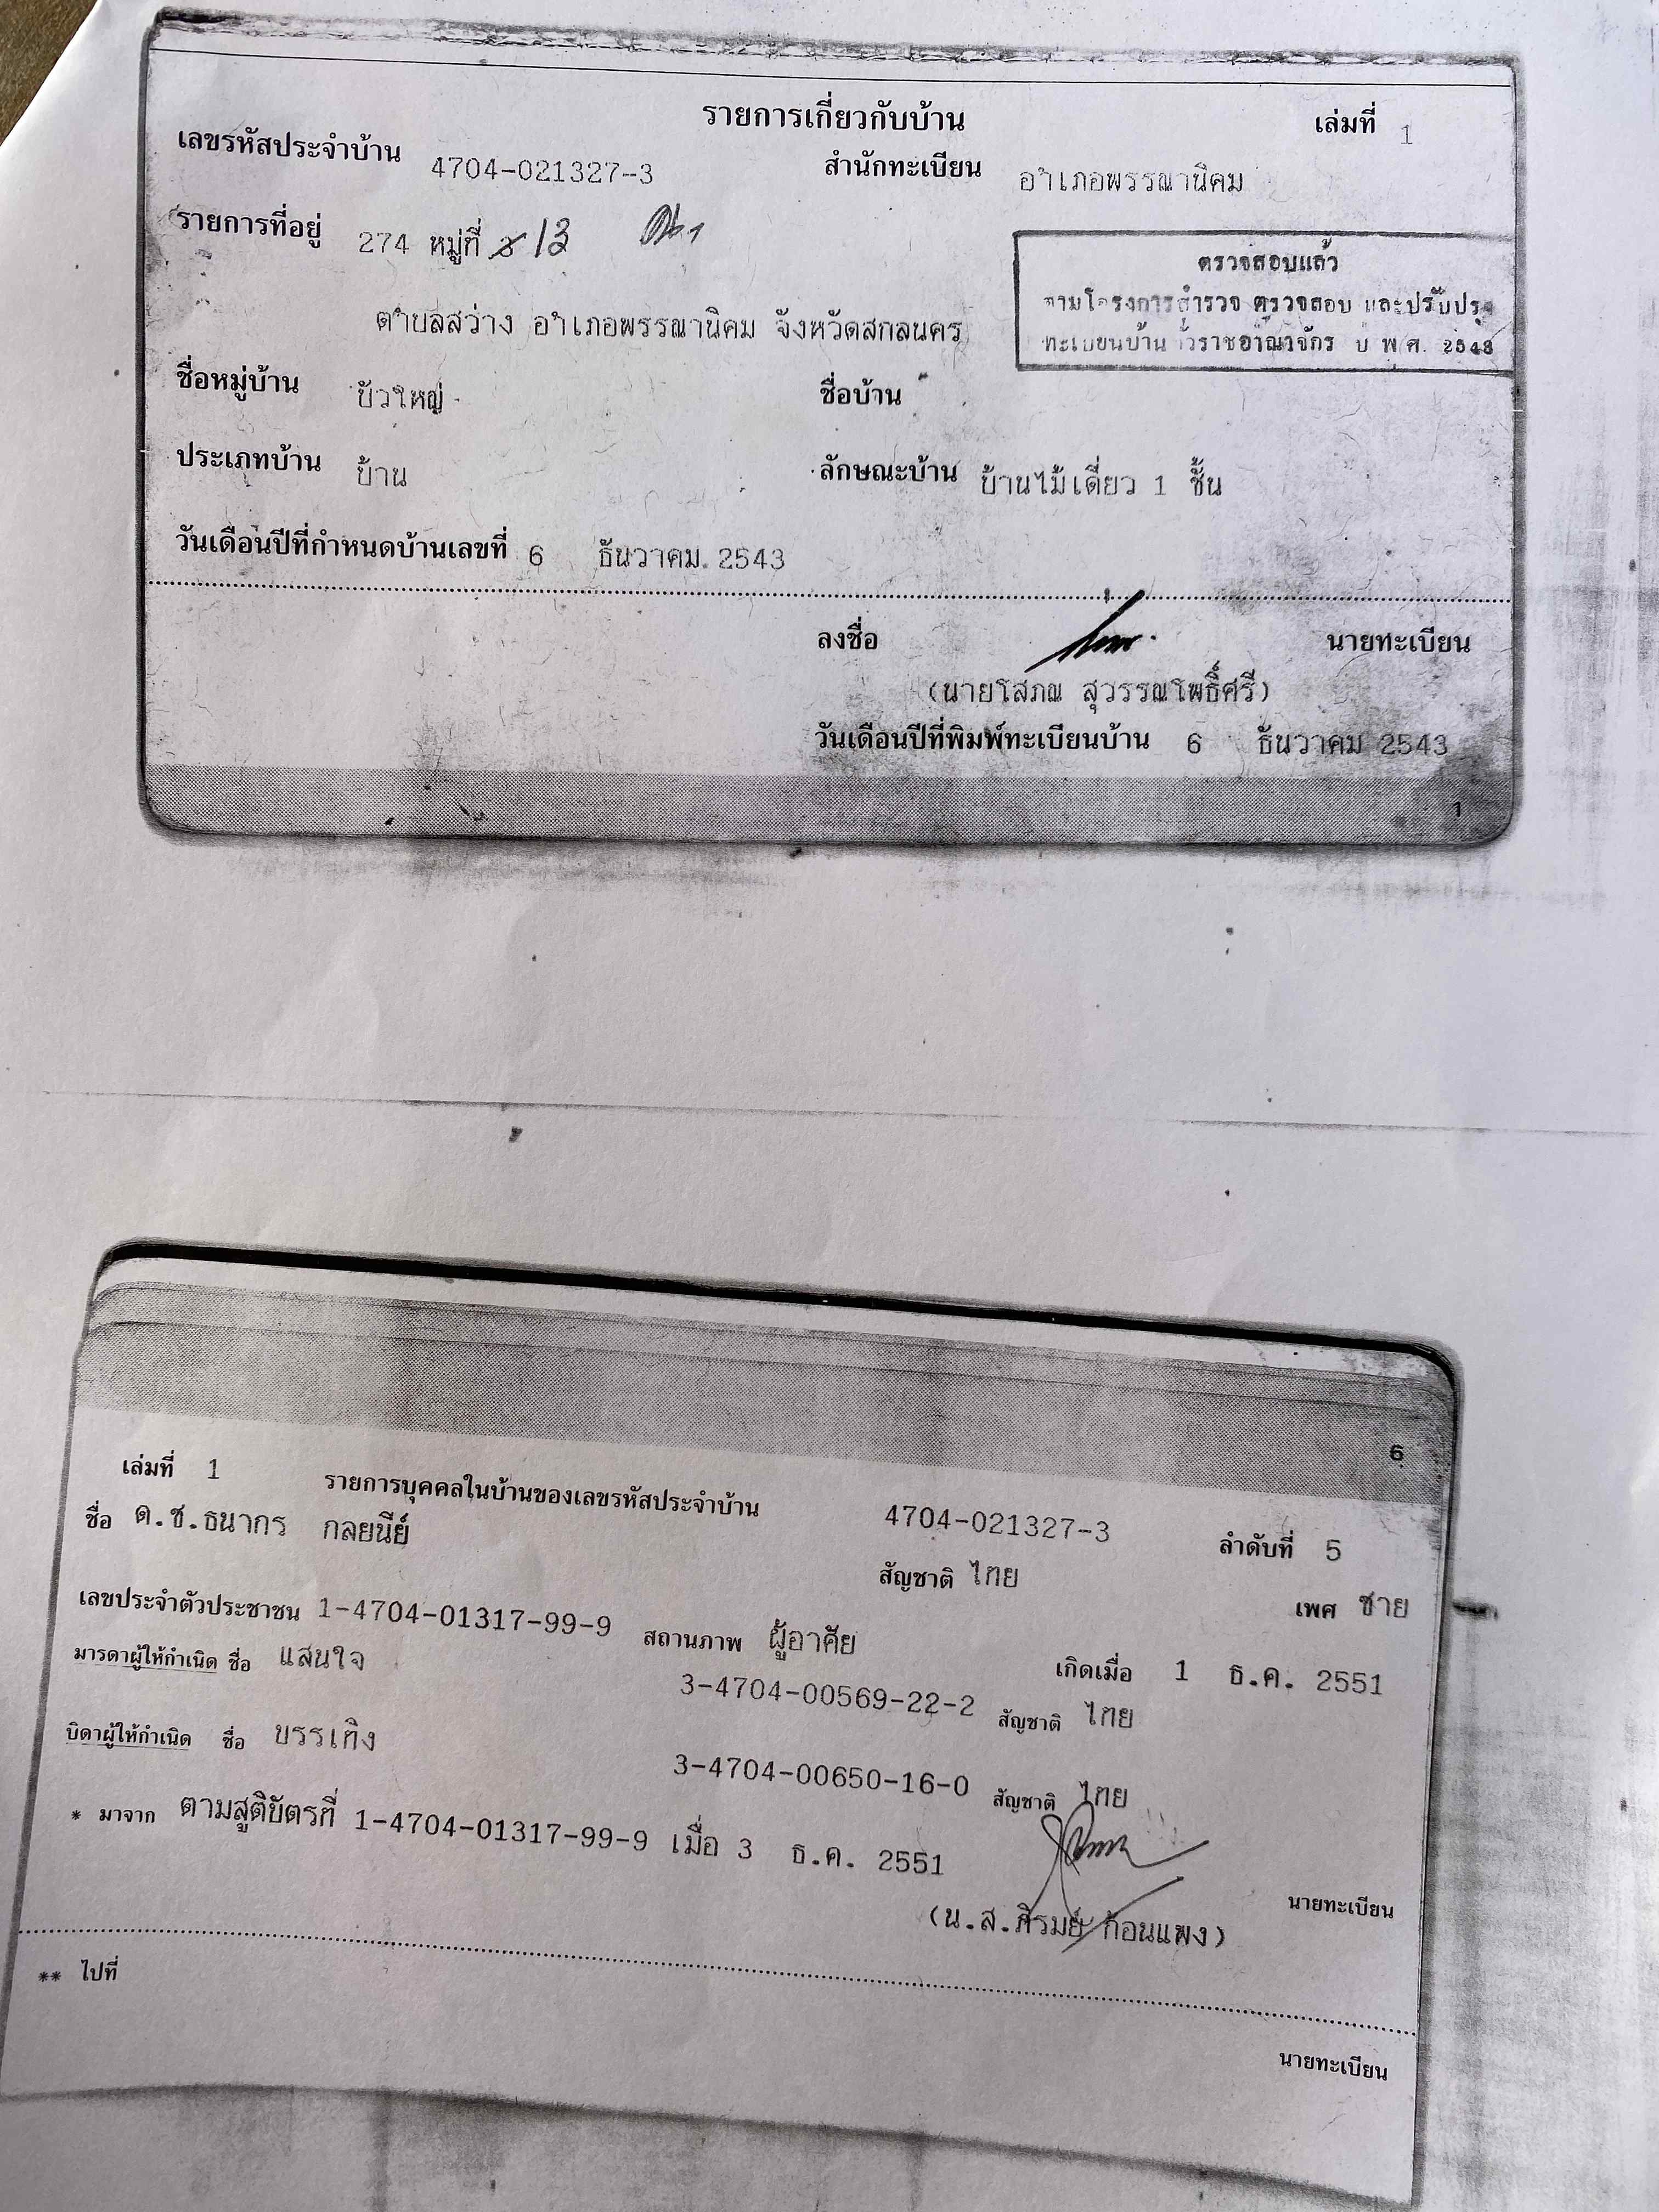 รายการเกี่ยวกับบ้าน เล่มที่ 1
เลขรหัสประจำบ้าน 4704-021327-3 สำนักทะเบียน อำเภอพรรณานิคม
รายการที่อยู่ 274 หมู่ที่ 13
ตรวจสอบแล้ว
ตามโครงการสำรวจ ตรวจสอบ และปรับปรุง
ทะเบียนบ้าน ทั่วราชอาณาจักร ปี พ.ศ. 2543
ตำบลสว่าง อำเภอพรรณานิคม จังหวัดสกลนคร
ชื่อหมู่บ้าน บัวใหญ่ ชื่อบ้าน
ประเภทบ้าน บ้าน ลักษณะบ้าน บ้านไม้เดี่ยว 1 ชั้น
วันเดือนปีที่กำหนดบ้านเลขที่ 6 ธันวาคม 2543
ลงชื่อ นายทะเบียน
(นายโสภณ สุวรรณโพธิ์ศรี)
วันเดือนปีที่พิมพ์ทะเบียนบ้าน 6 ธันวาคม 2543
1
6
เล่มที่ 1 รายการบุคคลในบ้านของเลขรหัสประจำบ้าน 4704-021327-3 ลำดับที่ 5
ชื่อ ด.ช.ธนากร กลยนีย์ สัญชาติ ไทย เพศ ชาย
เลขประจำตัวประชาชน 1-4704-01317-99-9 สถานภาพ ผู้อาศัย เกิดเมื่อ 1 ธ.ค. 2551
มารดาผู้ให้กำเนิด ชื่อ แสนใจ 3-4704-00569-22-2 สัญชาติ ไทย
บิดาผู้ให้กำเนิด ชื่อ บรรเทิง 3-4704-00650-16-0 สัญชาติ ไทย
* มาจาก ตามสูติบัตรที่ 1-4704-01317-99-9 เมื่อ 3 ธ.ค. 2551
นายทะเบียน
(น.ส.ภิรมย์ ก้อนแพง)
** ไปที่
นายทะเบียน